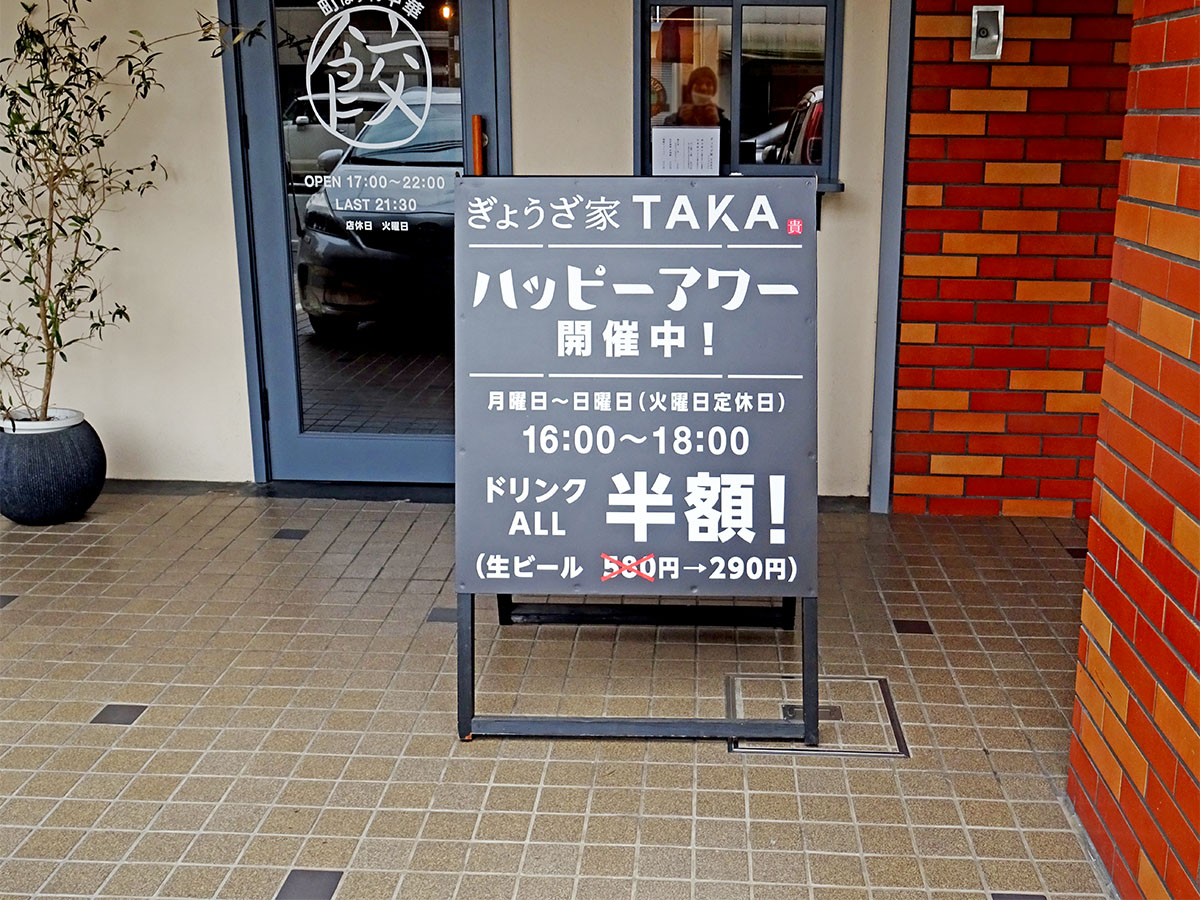 餃
OPEN 17:00～22:00
LAST 21:30
店休日 火曜日
ぎょうざ家 TAKA 貴
ハッピーアワー
開催中！
月曜日～日曜日（火曜日定休日）
16:00～18:00
ドリンク
ALL
半額！
（生ビール 580円→290円）